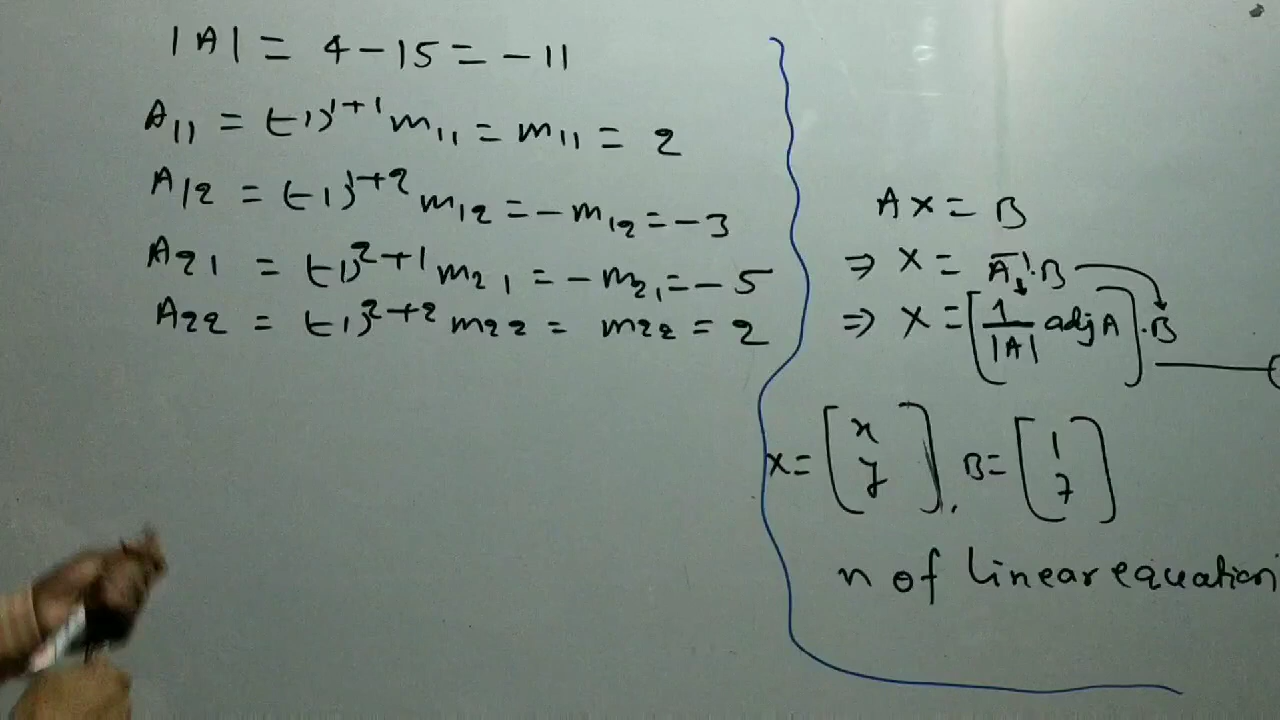 |A| = 4 - 15 = -11
A₁₁ = (-1)¹⁺¹ m₁₁ = m₁₁ = 2
A₁₂ = (-1)¹⁺² m₁₂ = -m₁₂ = -3
A₂₁ = (-1)²⁺¹ m₂₁ = -m₂₁ = -5
A₂₂ = (-1)²⁺² m₂₂ = m₂₂ = 2
AX = B
⇒ X = A⁻¹·B
⇒ X = [1/|A| adj A]·B
X = [x y], B = [1 7]
n of linear equation